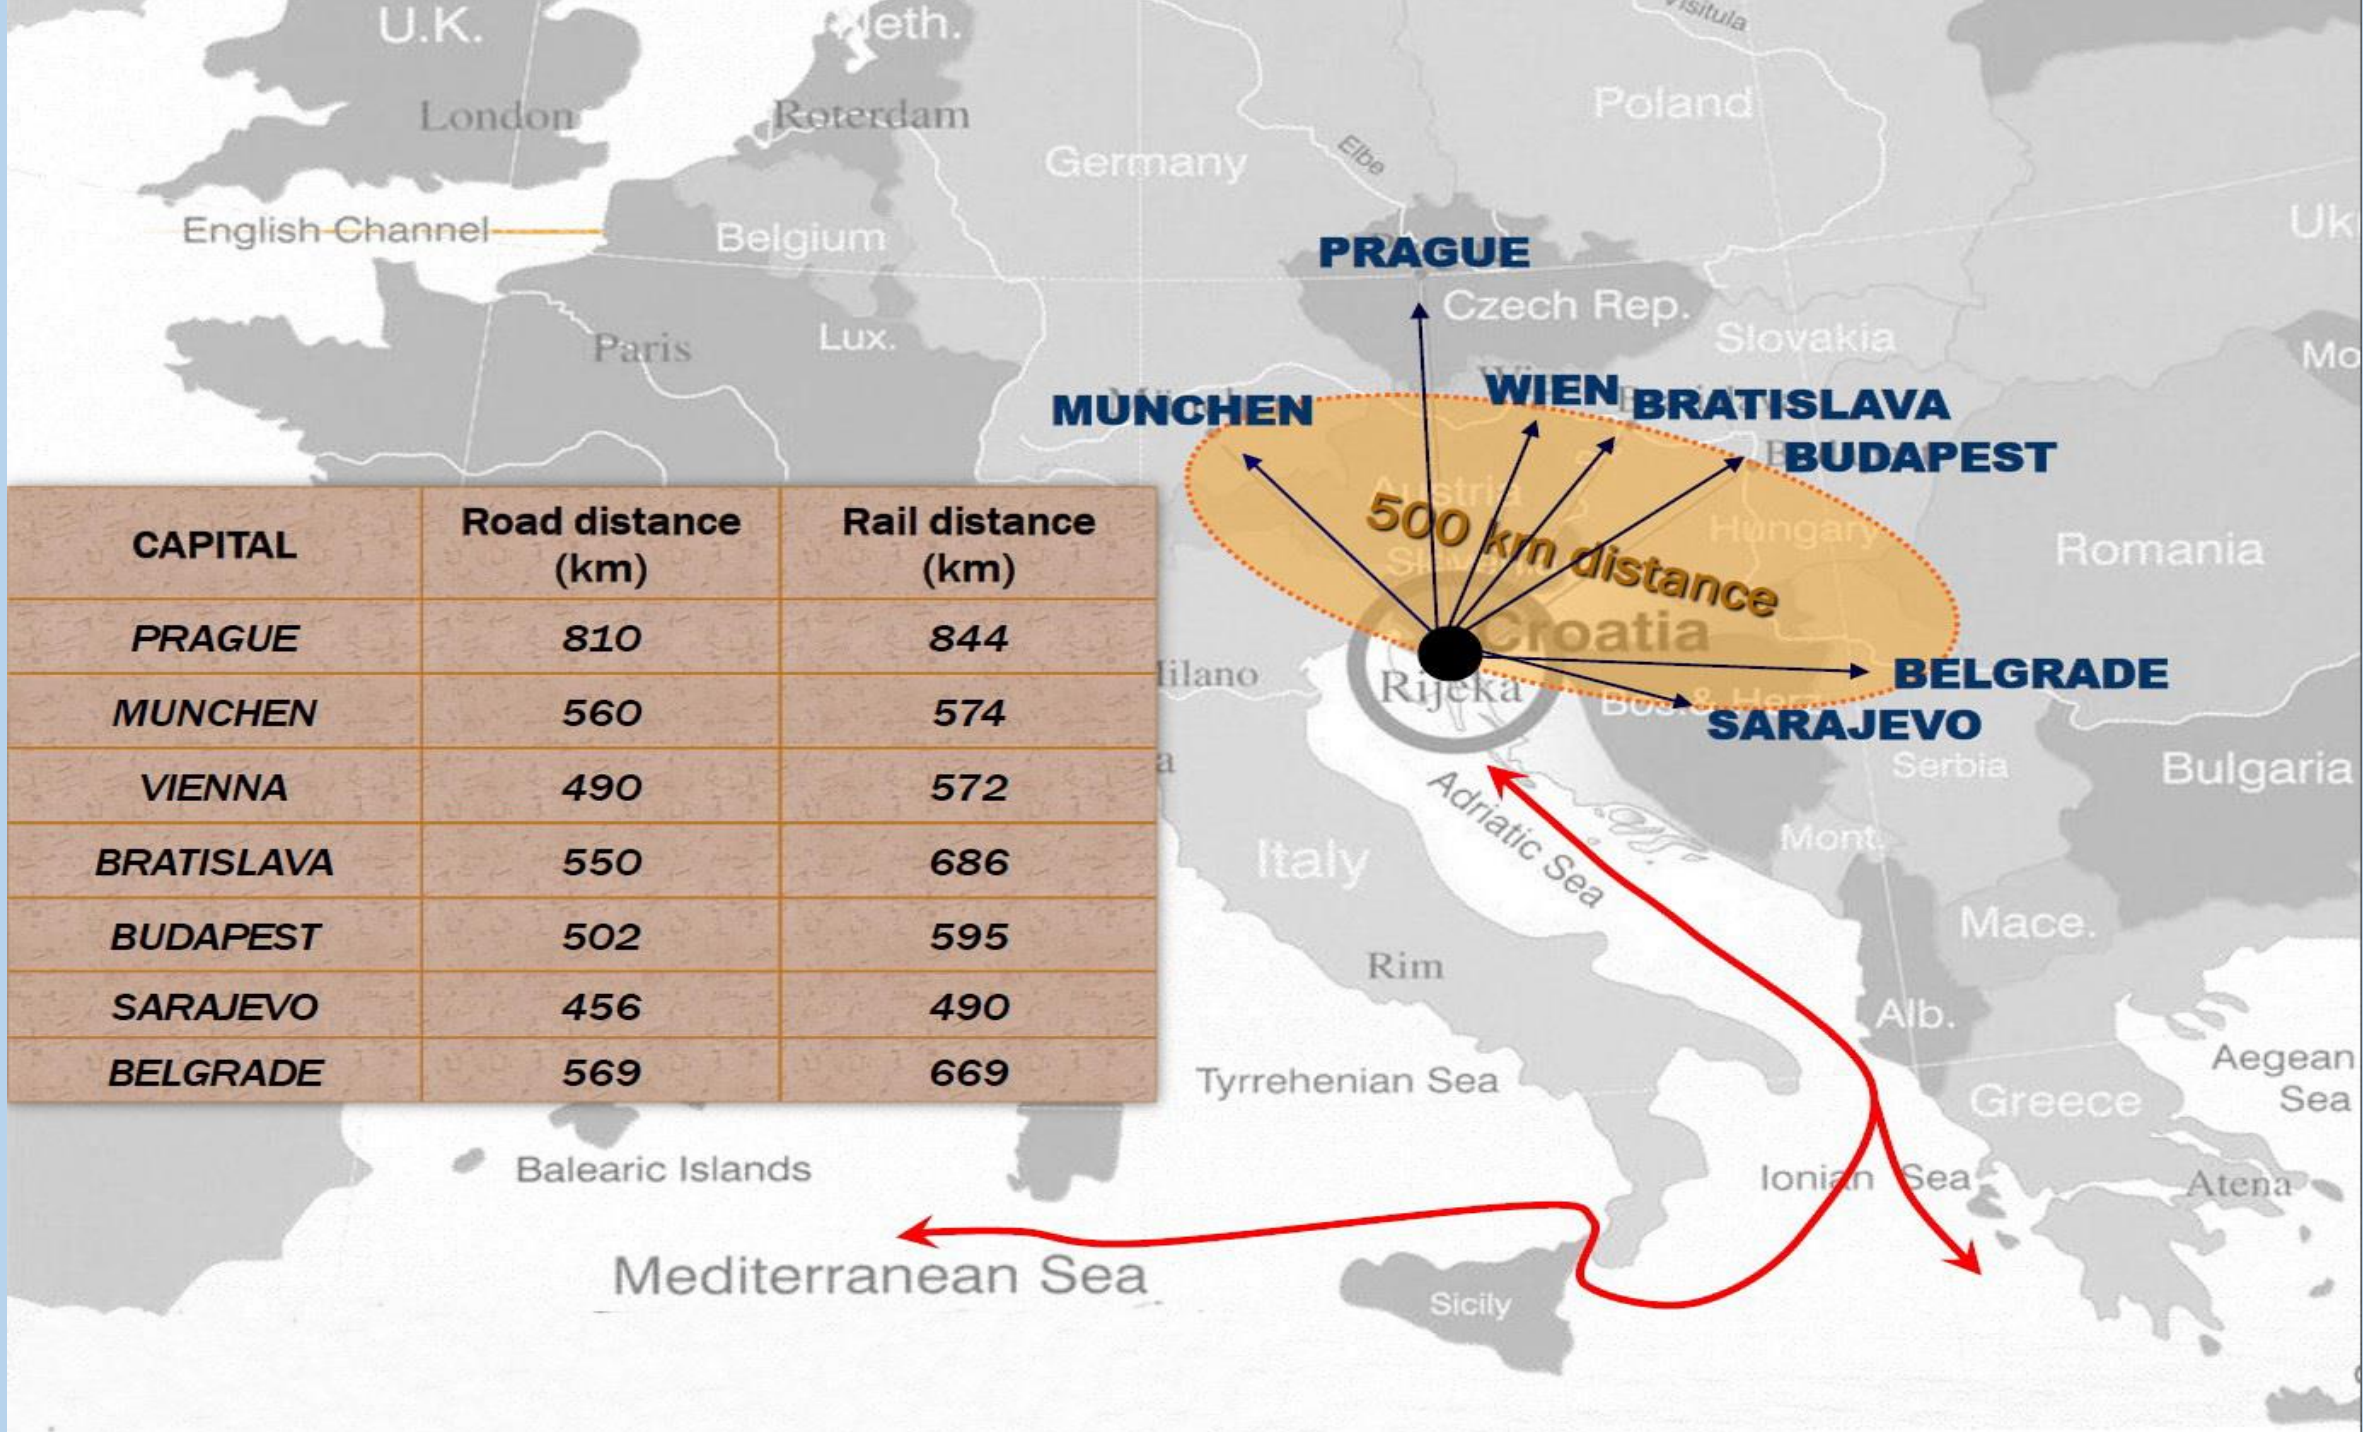 U.K.
Neth.
Visitula
London
Roterdam
Poland
Germany
Elbe
English Channel
Belgium
PRAGUE
Czech Rep.
Slovakia
Paris
Lux.
MUNCHEN
WIEN
BRATISLAVA
BUDAPEST
Austria
500 km distance
Hungary
Romania
Croatia
Rijeka
BELGRADE
Bos.& Herz.
SARAJEVO
Serbia
Bulgaria
Adriatic Sea
Italy
Mont.
Mace.
Rim
Alb.
Tyrrehenian Sea
Aegean
Sea
Greece
Balearic Islands
Ionian Sea
Atena
Mediterranean Sea
Sicily
CAPITAL Road distance (km) Rail distance (km)
PRAGUE 810 844
MUNCHEN 560 574
VIENNA 490 572
BRATISLAVA 550 686
BUDAPEST 502 595
SARAJEVO 456 490
BELGRADE 569 669